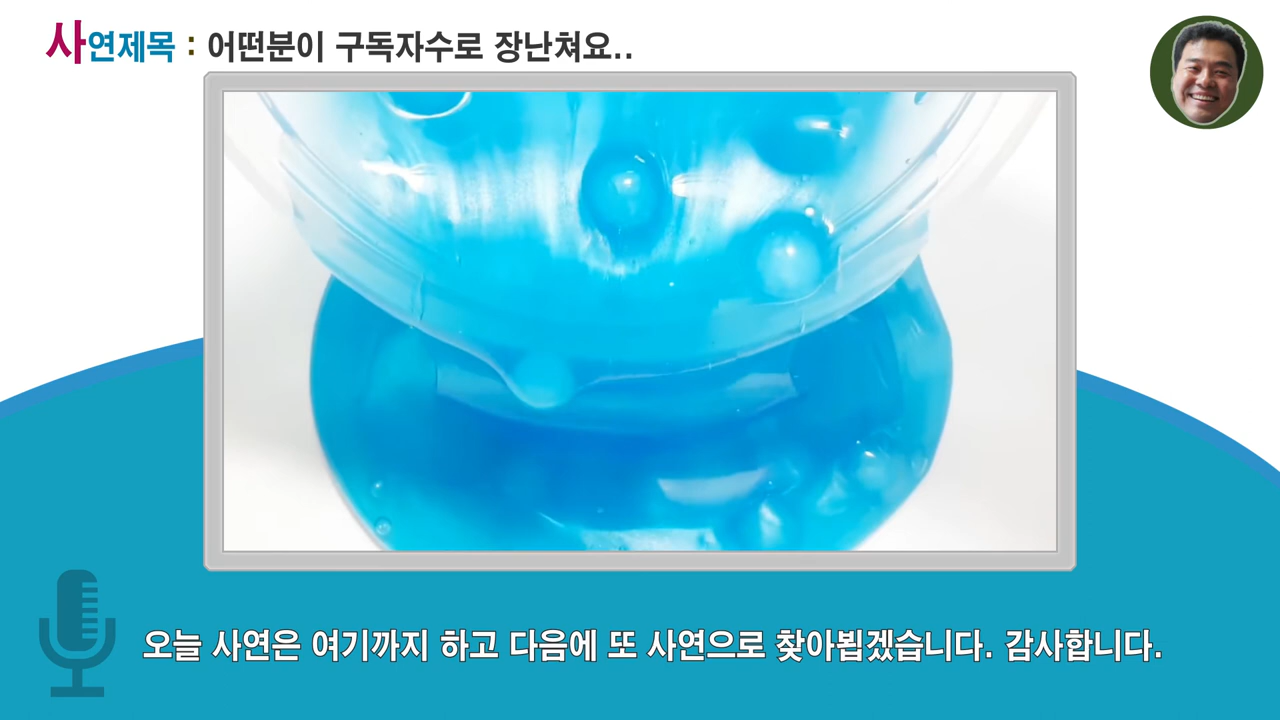 사연제목 : 어떤분이 구독자수로 장난쳐요..
오늘 사연은 여기까지 하고 다음에 또 사연으로 찾아뵙겠습니다. 감사합니다.